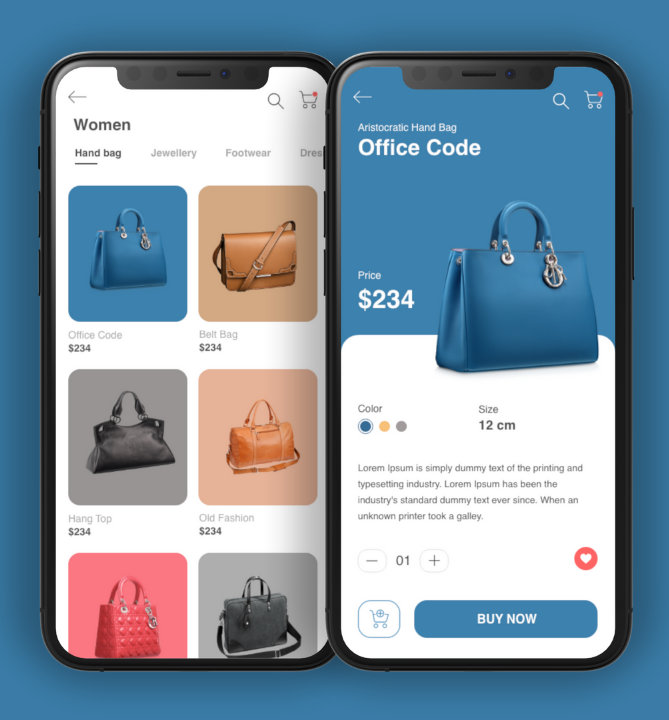 Women
Hand bag Jewellery Footwear Dres
Office Code
$234
Belt Bag
$234
Hang Top
$234
Old Fashion
$234
Aristocratic Hand Bag
Office Code
Price
$234
Color
Size
12 cm
Lorem Ipsum is simply dummy text of the printing and
typesetting industry. Lorem Ipsum has been the
industry's standard dummy text ever since. When an
unknown printer took a galley.
01
BUY NOW